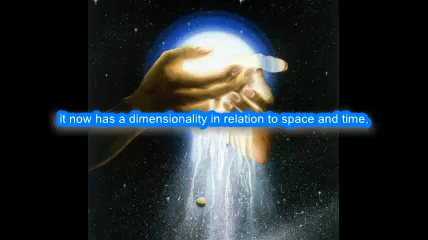 it now has a dimensionality in relation to space and time,